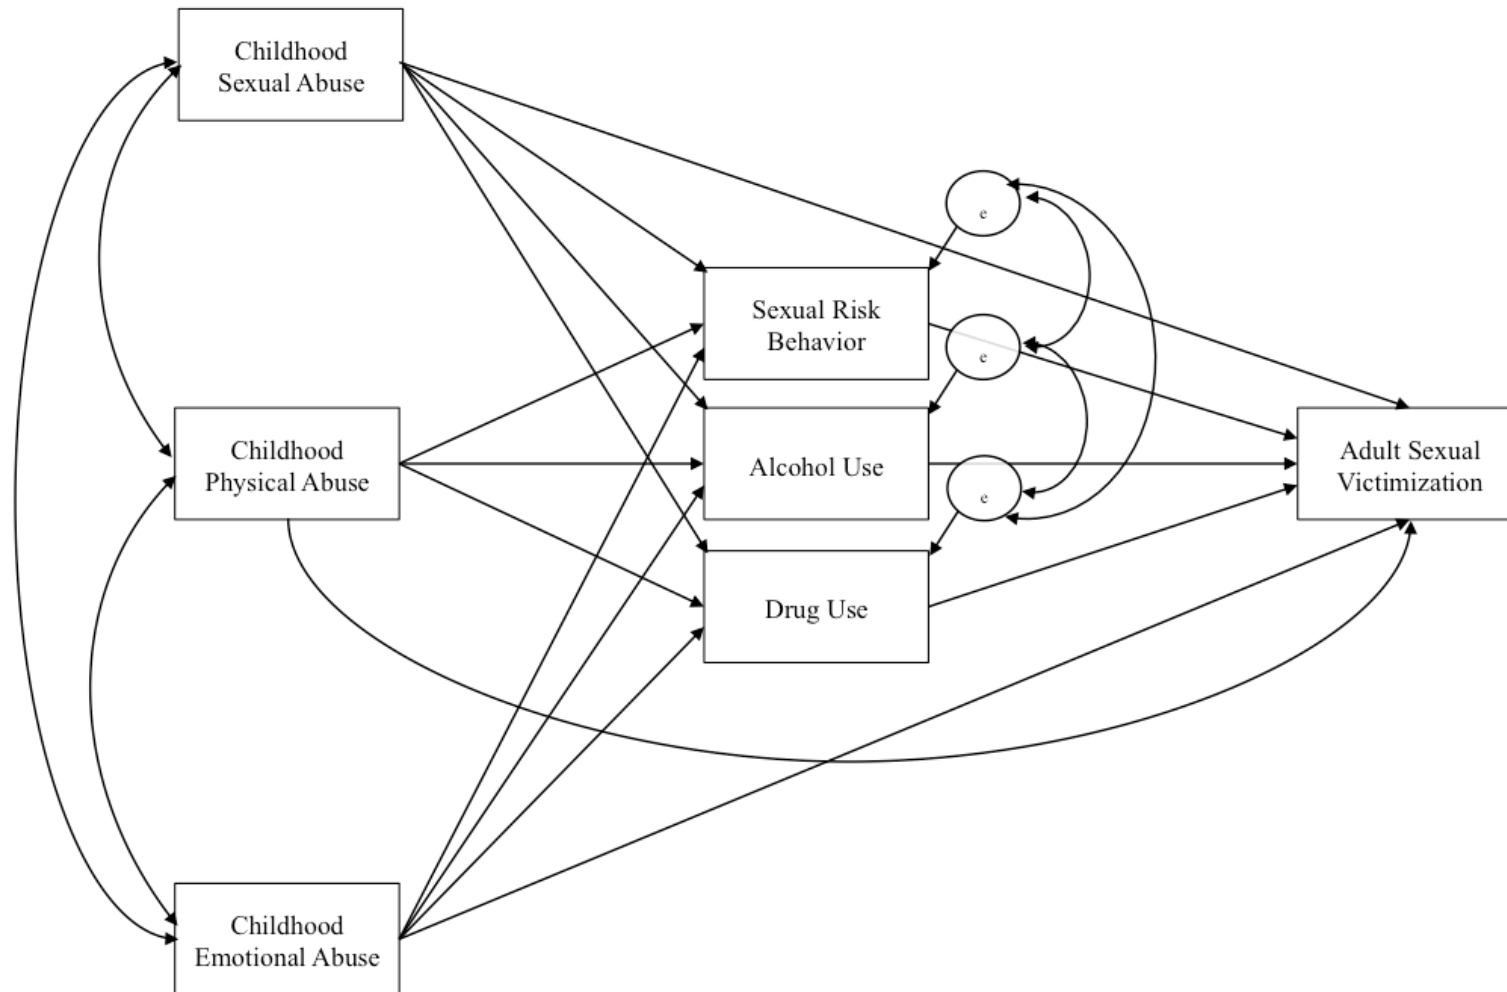 Childhood
Sexual Abuse
e
Sexual Risk
Behavior
e
Childhood
Physical Abuse
Alcohol Use
Adult Sexual
Victimization
e
Drug Use
Childhood
Emotional Abuse